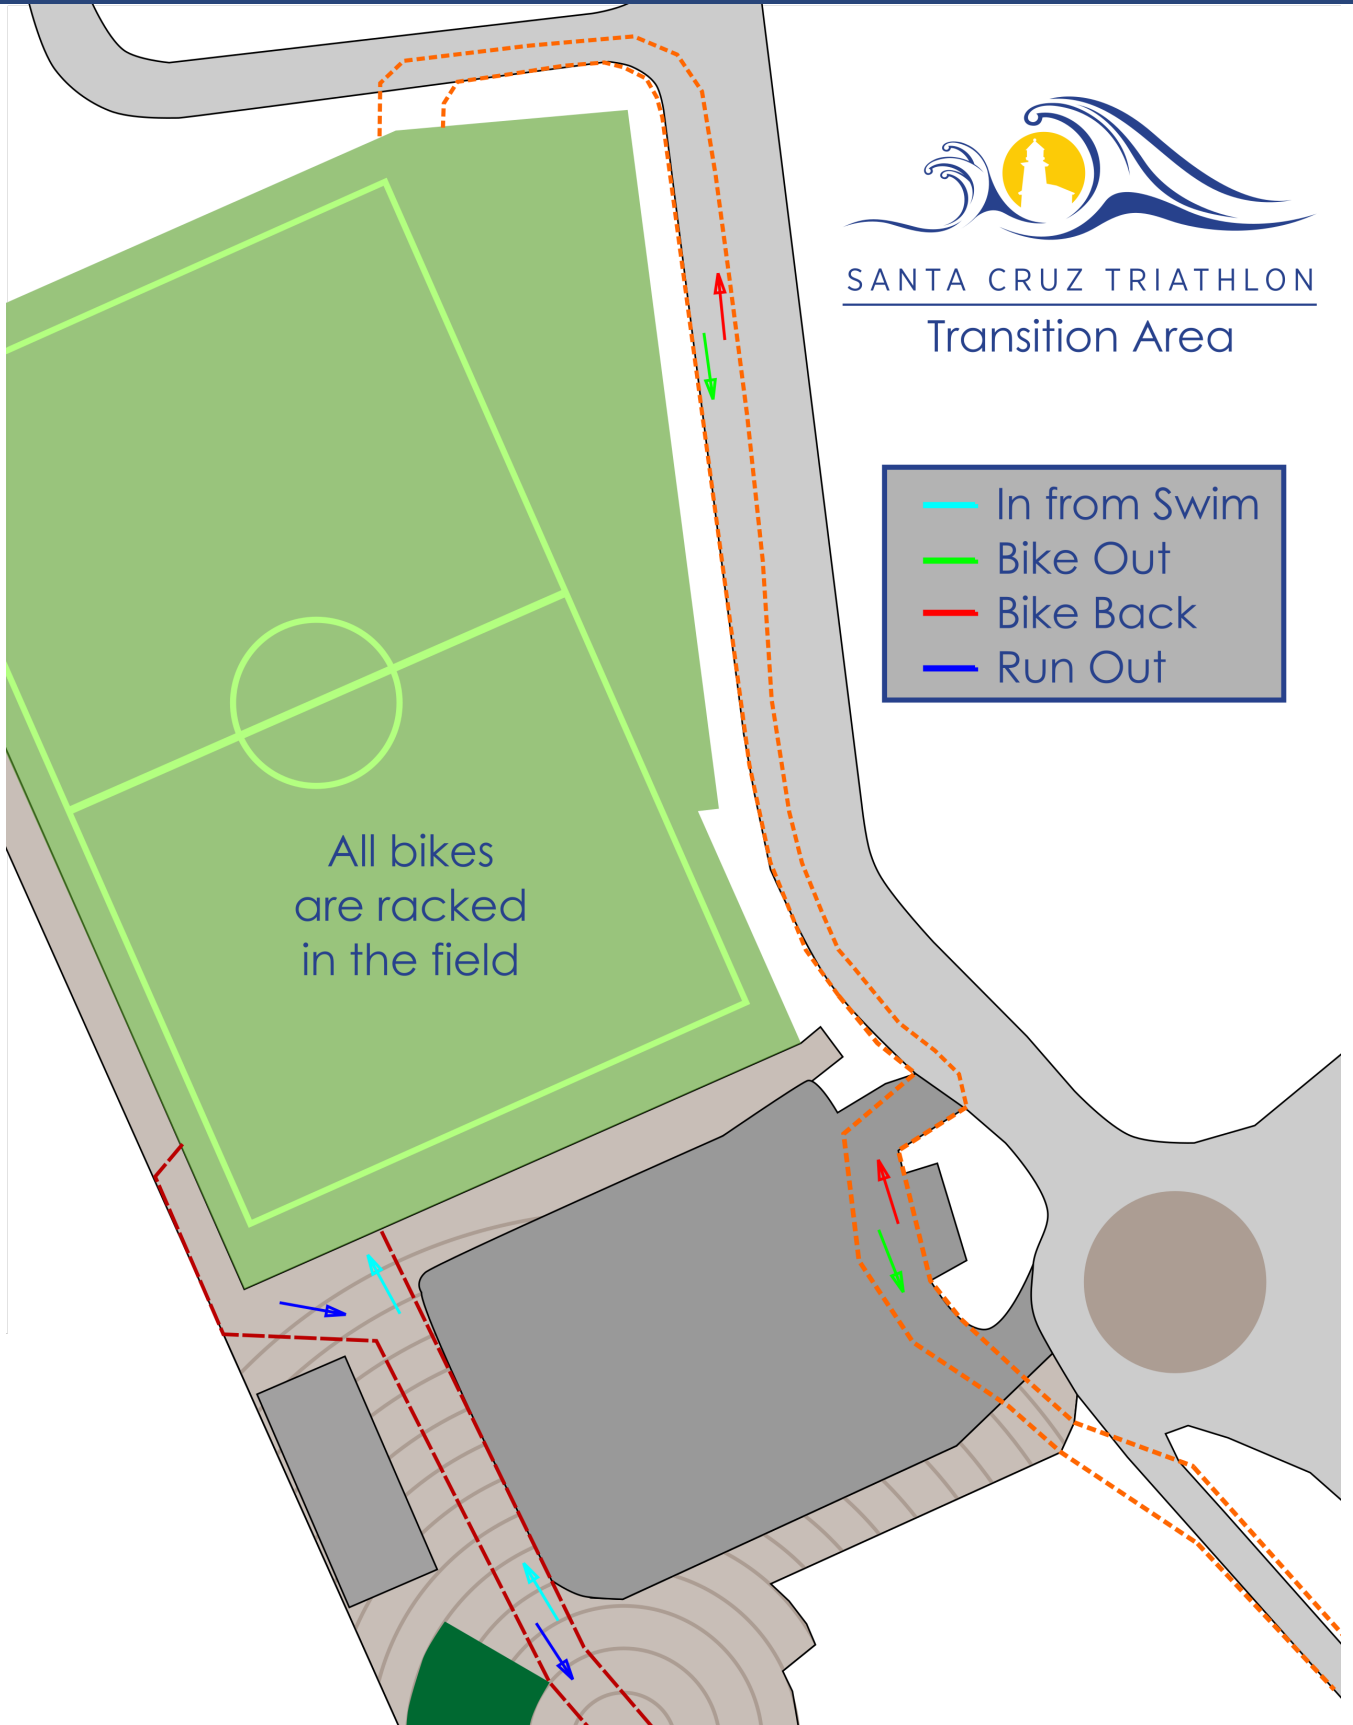 SANTA CRUZ TRIATHLON
Transition Area
In from Swim
Bike Out
Bike Back
Run Out
All bikes
are racked
in the field